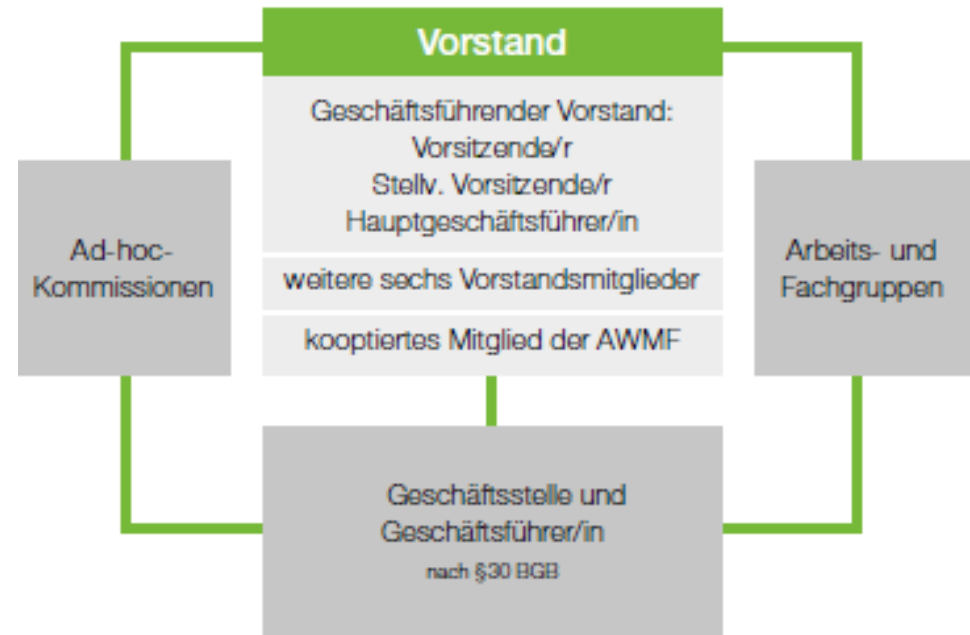 Vorstand
Geschäftsführender Vorstand:
Vorsitzende/r
Stellv. Vorsitzende/r
Hauptgeschäftsführer/in
weitere sechs Vorstandsmitglieder
kooptiertes Mitglied der AWMF
Ad-hoc-
Kommissionen
Arbeits- und
Fachgruppen
Geschäftsstelle und
Geschäftsführer/in
nach §30 BGB